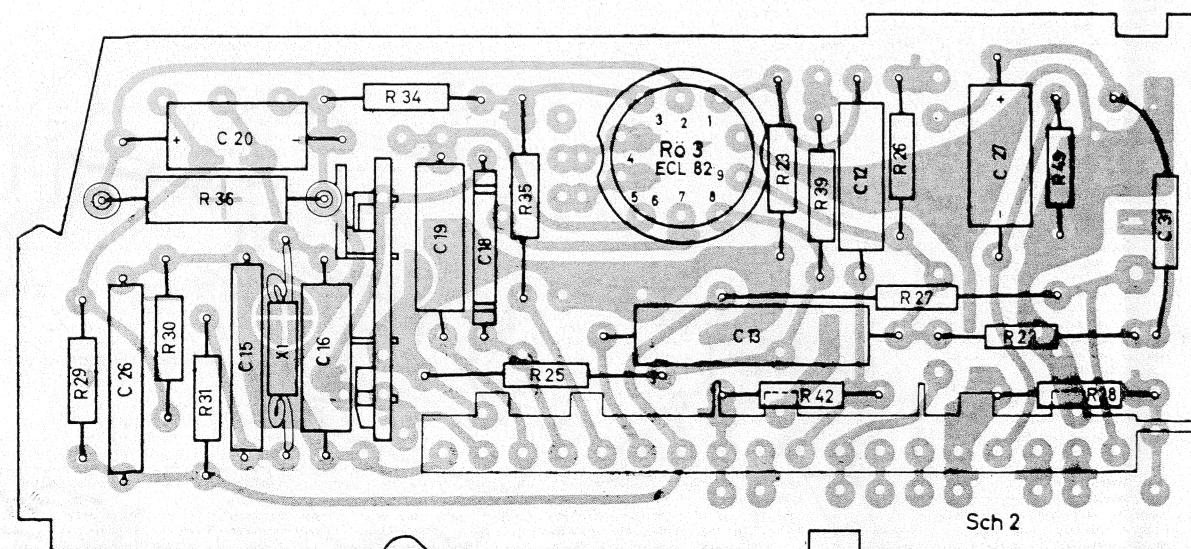 R 34
C 20
+
−
R 36
3 2 1
4
Rö 3
ECL 82
9
5 6 7 8
R 23
R 39
C 12
R 26
+
C 27
−
R 49
C 31
C 19
C 18
R 35
R 27
C 13
R 22
R 29
C 26
R 30
R 31
C 15
X1
C 16
R 25
R 42
R 28
Sch 2